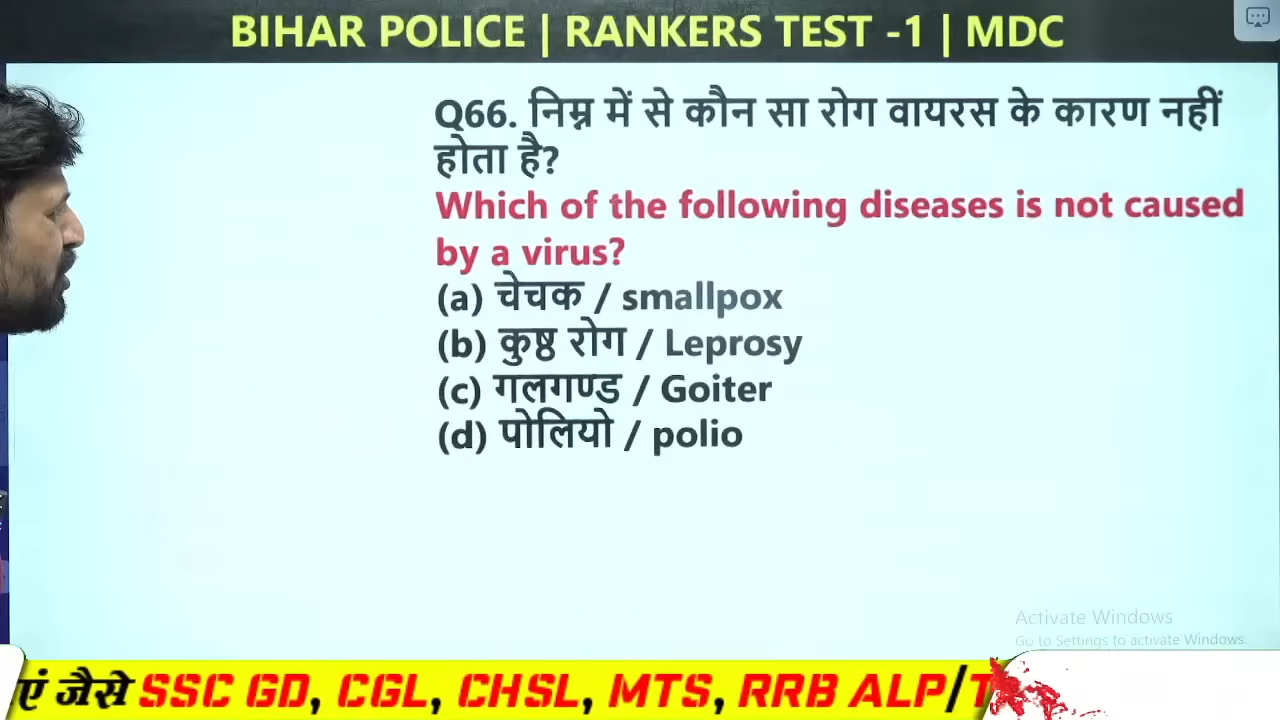 BIHAR POLICE | RANKERS TEST -1 | MDC
Q66. निम्न में से कौन सा रोग वायरस के कारण नहीं
होता है?
Which of the following diseases is not caused
by a virus?
(a) चेचक / smallpox
(b) कुष्ठ रोग / Leprosy
(c) गलगण्ड / Goiter
(d) पोलियो / polio
Activate Windows
Go to Settings to activate Windows.
एं जैसे SSC GD, CGL, CHSL, MTS, RRB ALP/T